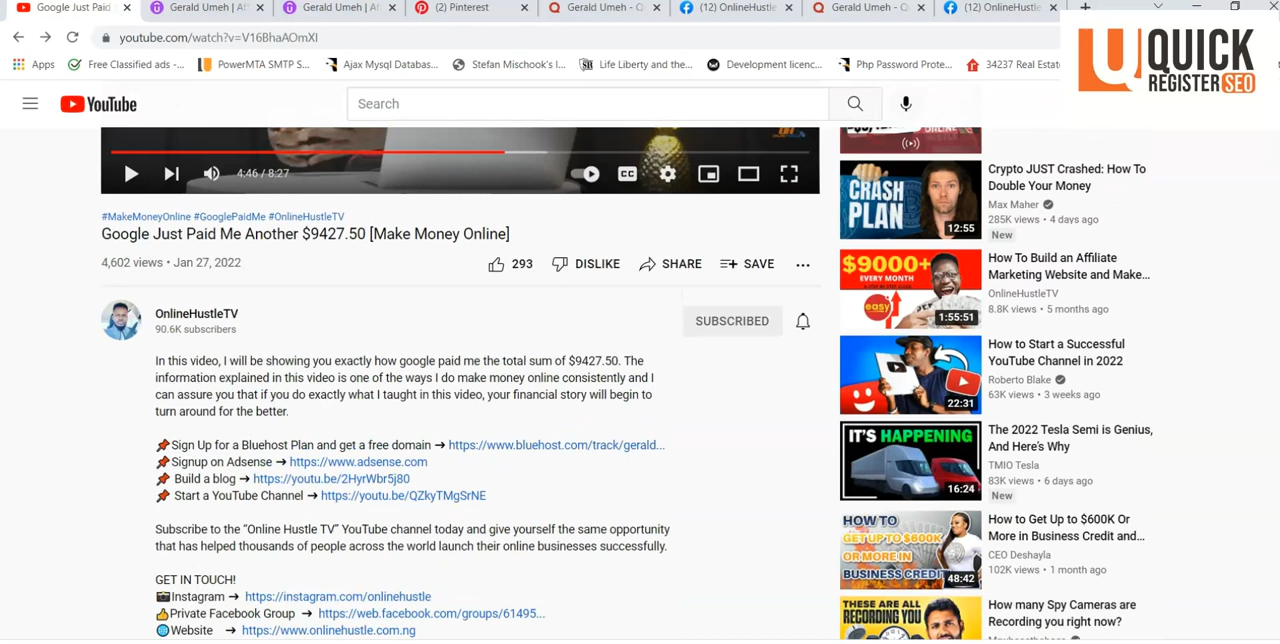 Google Just Paid
Gerald Umeh | Aff
Gerald Umeh | Aff
(2) Pinterest
Gerald Umeh - Q
(12) OnlineHustle
Gerald Umeh - Q
(12) OnlineHustle
youtube.com/watch?v=V16BhaAOmXI
Apps
Free Classified ads -...
PowerMTA SMTP S...
Ajax Mysql Databas...
Stefan Mischook's I...
Life Liberty and the...
Development licenc...
Php Password Prote...
34237 Real Estate
QUICK
REGISTER SEO
YouTube
Search
4:46 / 8:27
CC
#MakeMoneyOnline #GooglePaidMe #OnlineHustleTV
Google Just Paid Me Another $9427.50 [Make Money Online]
4,602 views • Jan 27, 2022
293
DISLIKE
SHARE
SAVE
OnlineHustleTV
90.6K subscribers
SUBSCRIBED
In this video, I will be showing you exactly how google paid me the total sum of $9427.50. The
information explained in this video is one of the ways I do make money online consistently and I
can assure you that if you do exactly what I taught in this video, your financial story will begin to
turn around for the better.
📌Sign Up for a Bluehost Plan and get a free domain → https://www.bluehost.com/track/gerald...
📌Signup on Adsense → https://www.adsense.com
📌 Build a blog → https://youtu.be/2HyrWbr5j80
📌 Start a YouTube Channel → https://youtu.be/QZkyTMgSrNE
Subscribe to the “Online Hustle TV” YouTube channel today and give yourself the same opportunity
that has helped thousands of people across the world launch their online businesses successfully.
GET IN TOUCH!
📷Instagram → https://instagram.com/onlinehustle
👍Private Facebook Group → https://web.facebook.com/groups/61495...
🌐Website → https://www.onlinehustle.com.ng
CRASH
PLAN
12:55
Crypto JUST Crashed: How To
Double Your Money
Max Maher
285K views • 4 days ago
New
$9000+
EVERY MONTH
easy
1:55:51
How To Build an Affiliate
Marketing Website and Make...
OnlineHustleTV
8.8K views • 5 months ago
22:31
How to Start a Successful
YouTube Channel in 2022
Roberto Blake
63K views • 3 weeks ago
IT'S HAPPENING
16:24
The 2022 Tesla Semi is Genius,
And Here's Why
TMIO Tesla
83K views • 6 days ago
New
HOW TO
GET UP TO $600K
OR MORE IN
BUSINESS CREDIT
48:42
How to Get Up to $600K Or
More in Business Credit and...
CEO Deshayla
102K views • 1 month ago
THESE ARE ALL
RECORDING YOU
How many Spy Cameras are
Recording you right now?